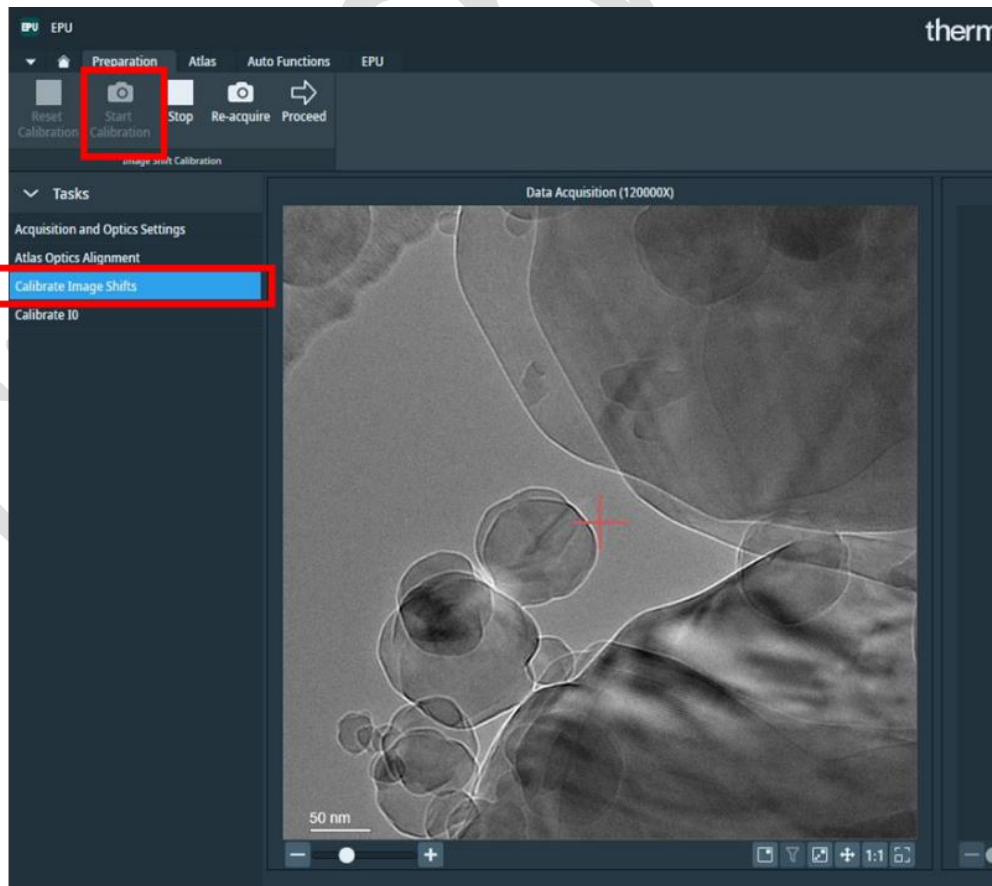 EPU EPU
therm
Preparation Atlas Auto Functions EPU
Reset Calibration
Start Calibration
Stop
Re-acquire
Proceed
Image Shift Calibration
Tasks
Data Acquisition (120000X)
Acquisition and Optics Settings
Atlas Optics Alignment
Calibrate Image Shifts
Calibrate I0
50 nm
1:1